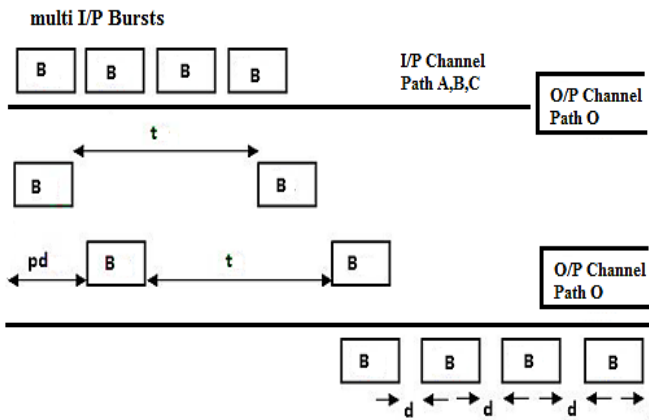 multi I/P Bursts
B B B B
I/P Channel
Path A,B,C
O/P Channel
Path O
t
B B
pd B t B
O/P Channel
Path O
B B B B
d d d